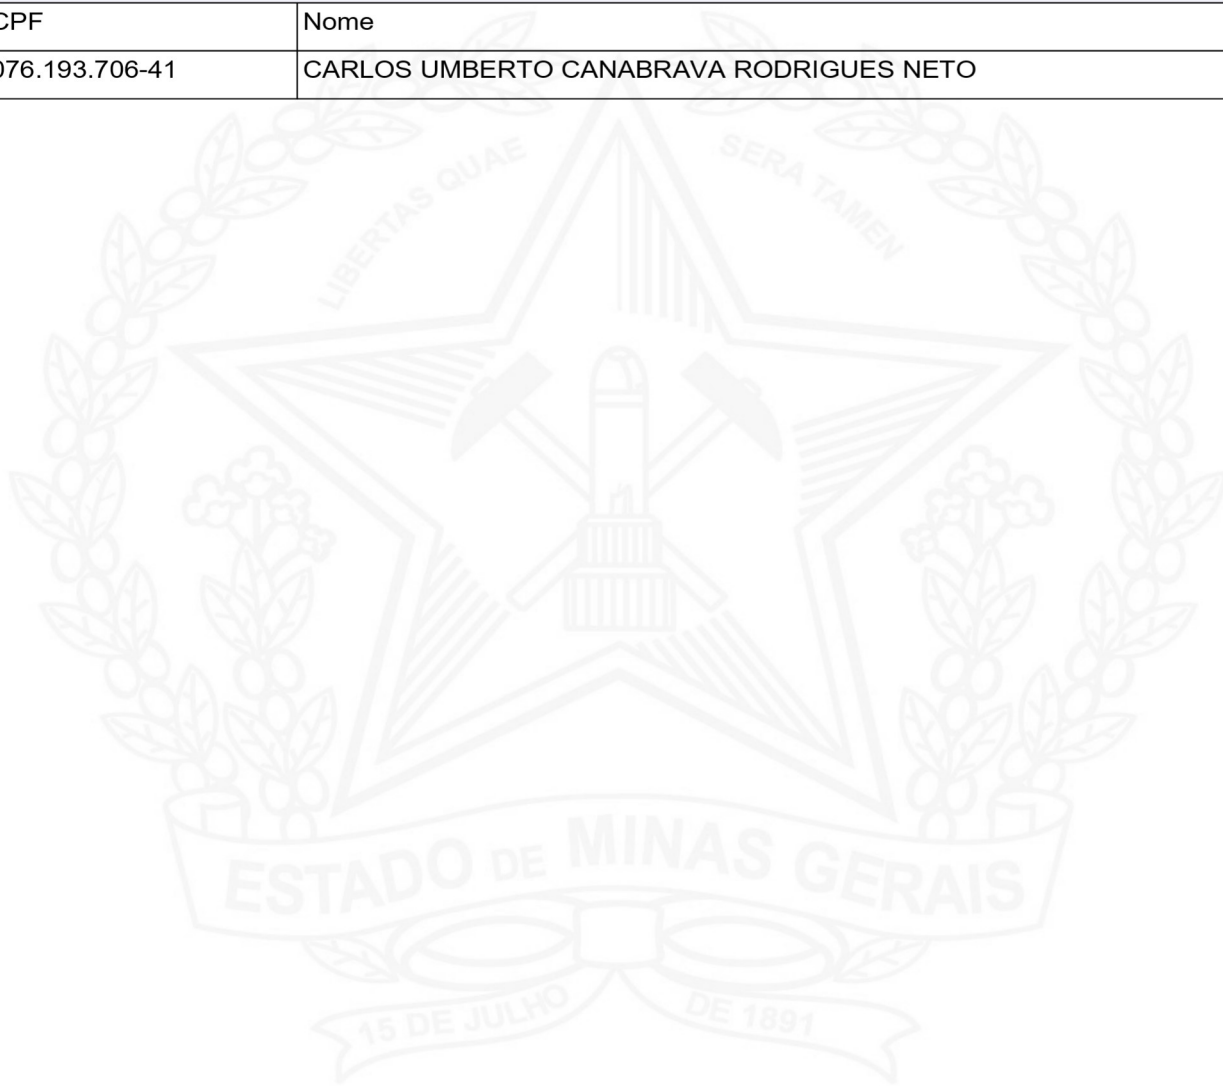 CPF Nome
076.193.706-41 CARLOS UMBERTO CANABRAVA RODRIGUES NETO
LIBERTAS QUAE SERA TAMEN
ESTADO DE MINAS GERAIS
15 DE JULHO DE 1891